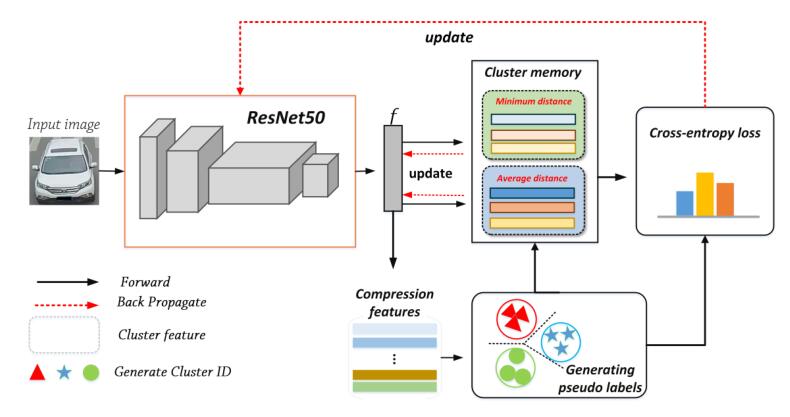 update
Cluster memory
Minimum distance
ResNet50
f
Input image
Cross-entropy loss
update
Average distance
Forward
Back Propagate
Compression
features
Cluster feature
Generate Cluster ID
Generating
pseudo labels